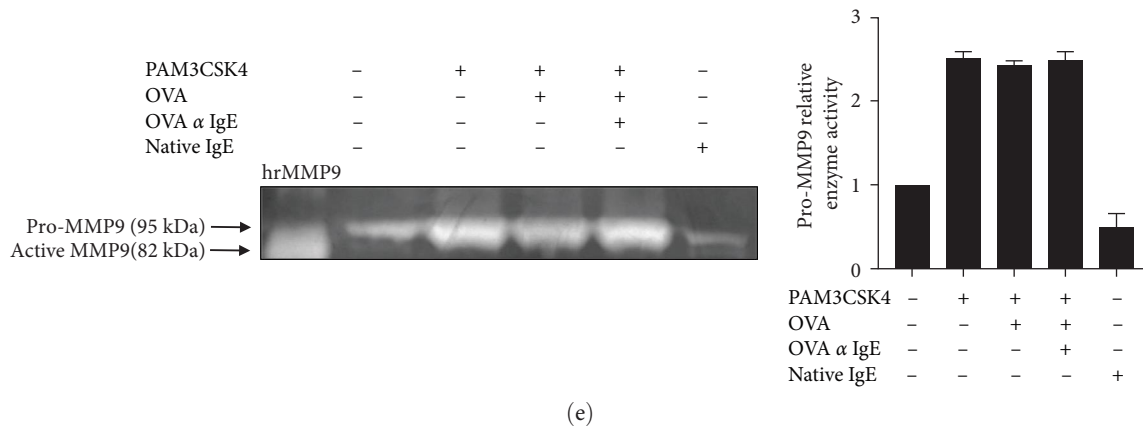 PAM3CSK4 – + + + –
OVA – – + + –
OVA α IgE – – – + –
Native IgE – – – – +
hrMMP9
Pro-MMP9 (95 kDa)
Active MMP9(82 kDa)
Pro-MMP9 relative
enzyme activity
3
2
1
0
PAM3CSK4 – + + + –
OVA – – + + –
OVA α IgE – – – + –
Native IgE – – – – +
(e)